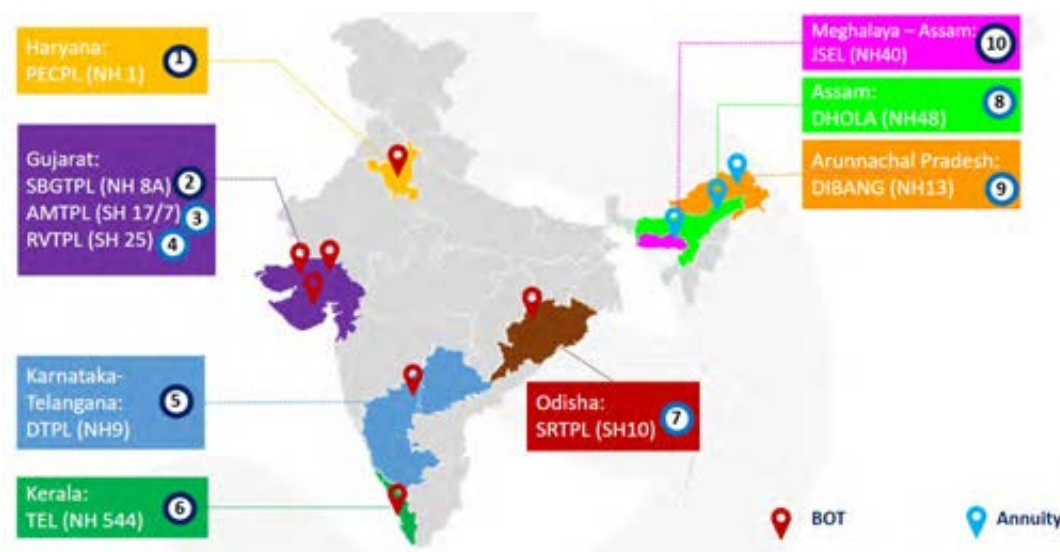 Haryana:
PECPL (NH 1)
1
Gujarat:
SBGTPL (NH 8A)
2
AMTPL (SH 17/7)
3
RVTPL (SH 25)
4
Karnataka-
Telangana:
DTPL (NH9)
5
Kerala:
TEL (NH 544)
6
Odisha:
SRTPL (SH10)
7
Meghalaya – Assam:
JSEL (NH40)
10
Assam:
DHOLA (NH48)
8
Arunnachal Pradesh:
DIBANG (NH13)
9
BOT
Annuity